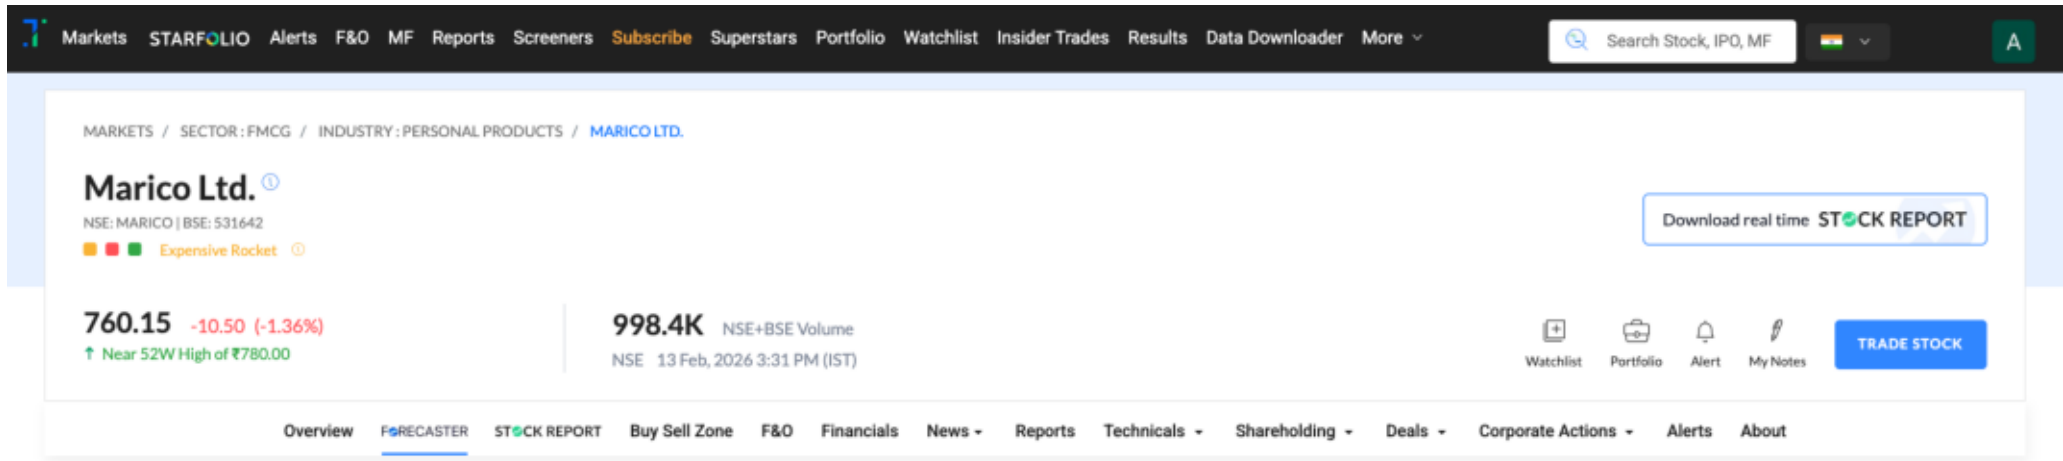 Markets STARFOLIO Alerts F&O MF Reports Screeners Subscribe Superstars Portfolio Watchlist Insider Trades Results Data Downloader More Search Stock, IPO, MF A
MARKETS / SECTOR : FMCG / INDUSTRY : PERSONAL PRODUCTS / MARICO LTD.
Marico Ltd.
NSE: MARICO | BSE: 531642
Expensive Rocket
Download real time STOCK REPORT
760.15 -10.50 (-1.36%)
↑ Near 52W High of ₹780.00
998.4K NSE+BSE Volume
NSE 13 Feb, 2026 3:31 PM (IST)
Watchlist Portfolio Alert My Notes TRADE STOCK
Overview FORECASTER STOCK REPORT Buy Sell Zone F&O Financials News Reports Technicals Shareholding Deals Corporate Actions Alerts About